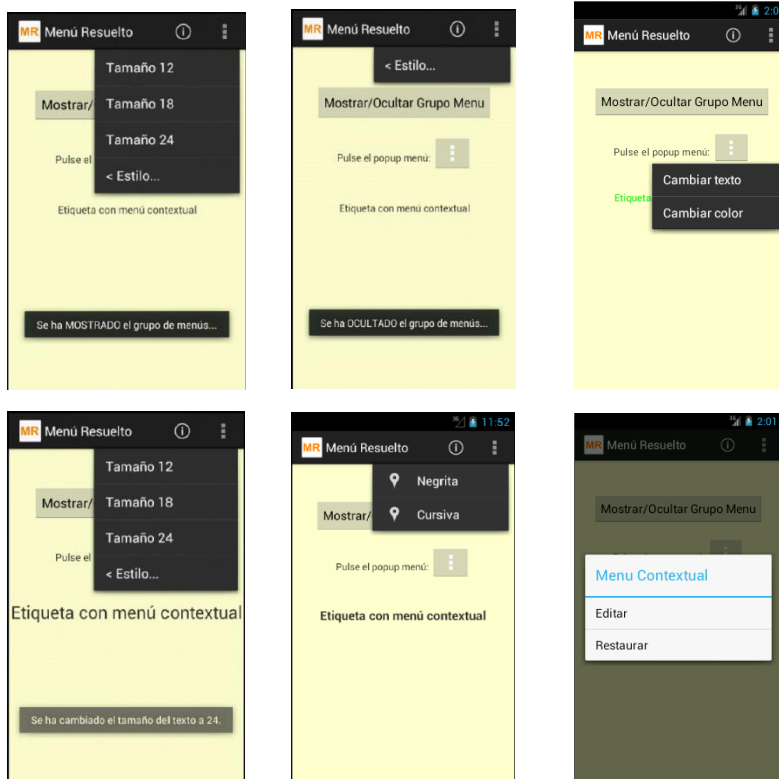 MR Menú Resuelto
Tamaño 12
Mostrar/
Tamaño 18
Tamaño 24
Pulse el
< Estilo...
Etiqueta con menú contextual
Se ha MOSTRADO el grupo de menús...
MR Menú Resuelto
< Estilo...
Mostrar/Ocultar Grupo Menu
Pulse el popup menú:
Etiqueta con menú contextual
Se ha OCULTADO el grupo de menús...
3G 2:0
MR Menú Resuelto
Mostrar/Ocultar Grupo Menu
Pulse el popup menú:
Cambiar texto
Etiqueta
Cambiar color
MR Menú Resuelto
Tamaño 12
Mostrar/
Tamaño 18
Tamaño 24
Pulse el
< Estilo...
Etiqueta con menú contextual
Se ha cambiado el tamaño del texto a 24.
3G 11:52
MR Menú Resuelto
Negrita
Mostrar/
Cursiva
Pulse el popup menú:
Etiqueta con menú contextual
3G 2:01
MR Menú Resuelto
Mostrar/Ocultar Grupo Menu
Menu Contextual
Editar
Restaurar